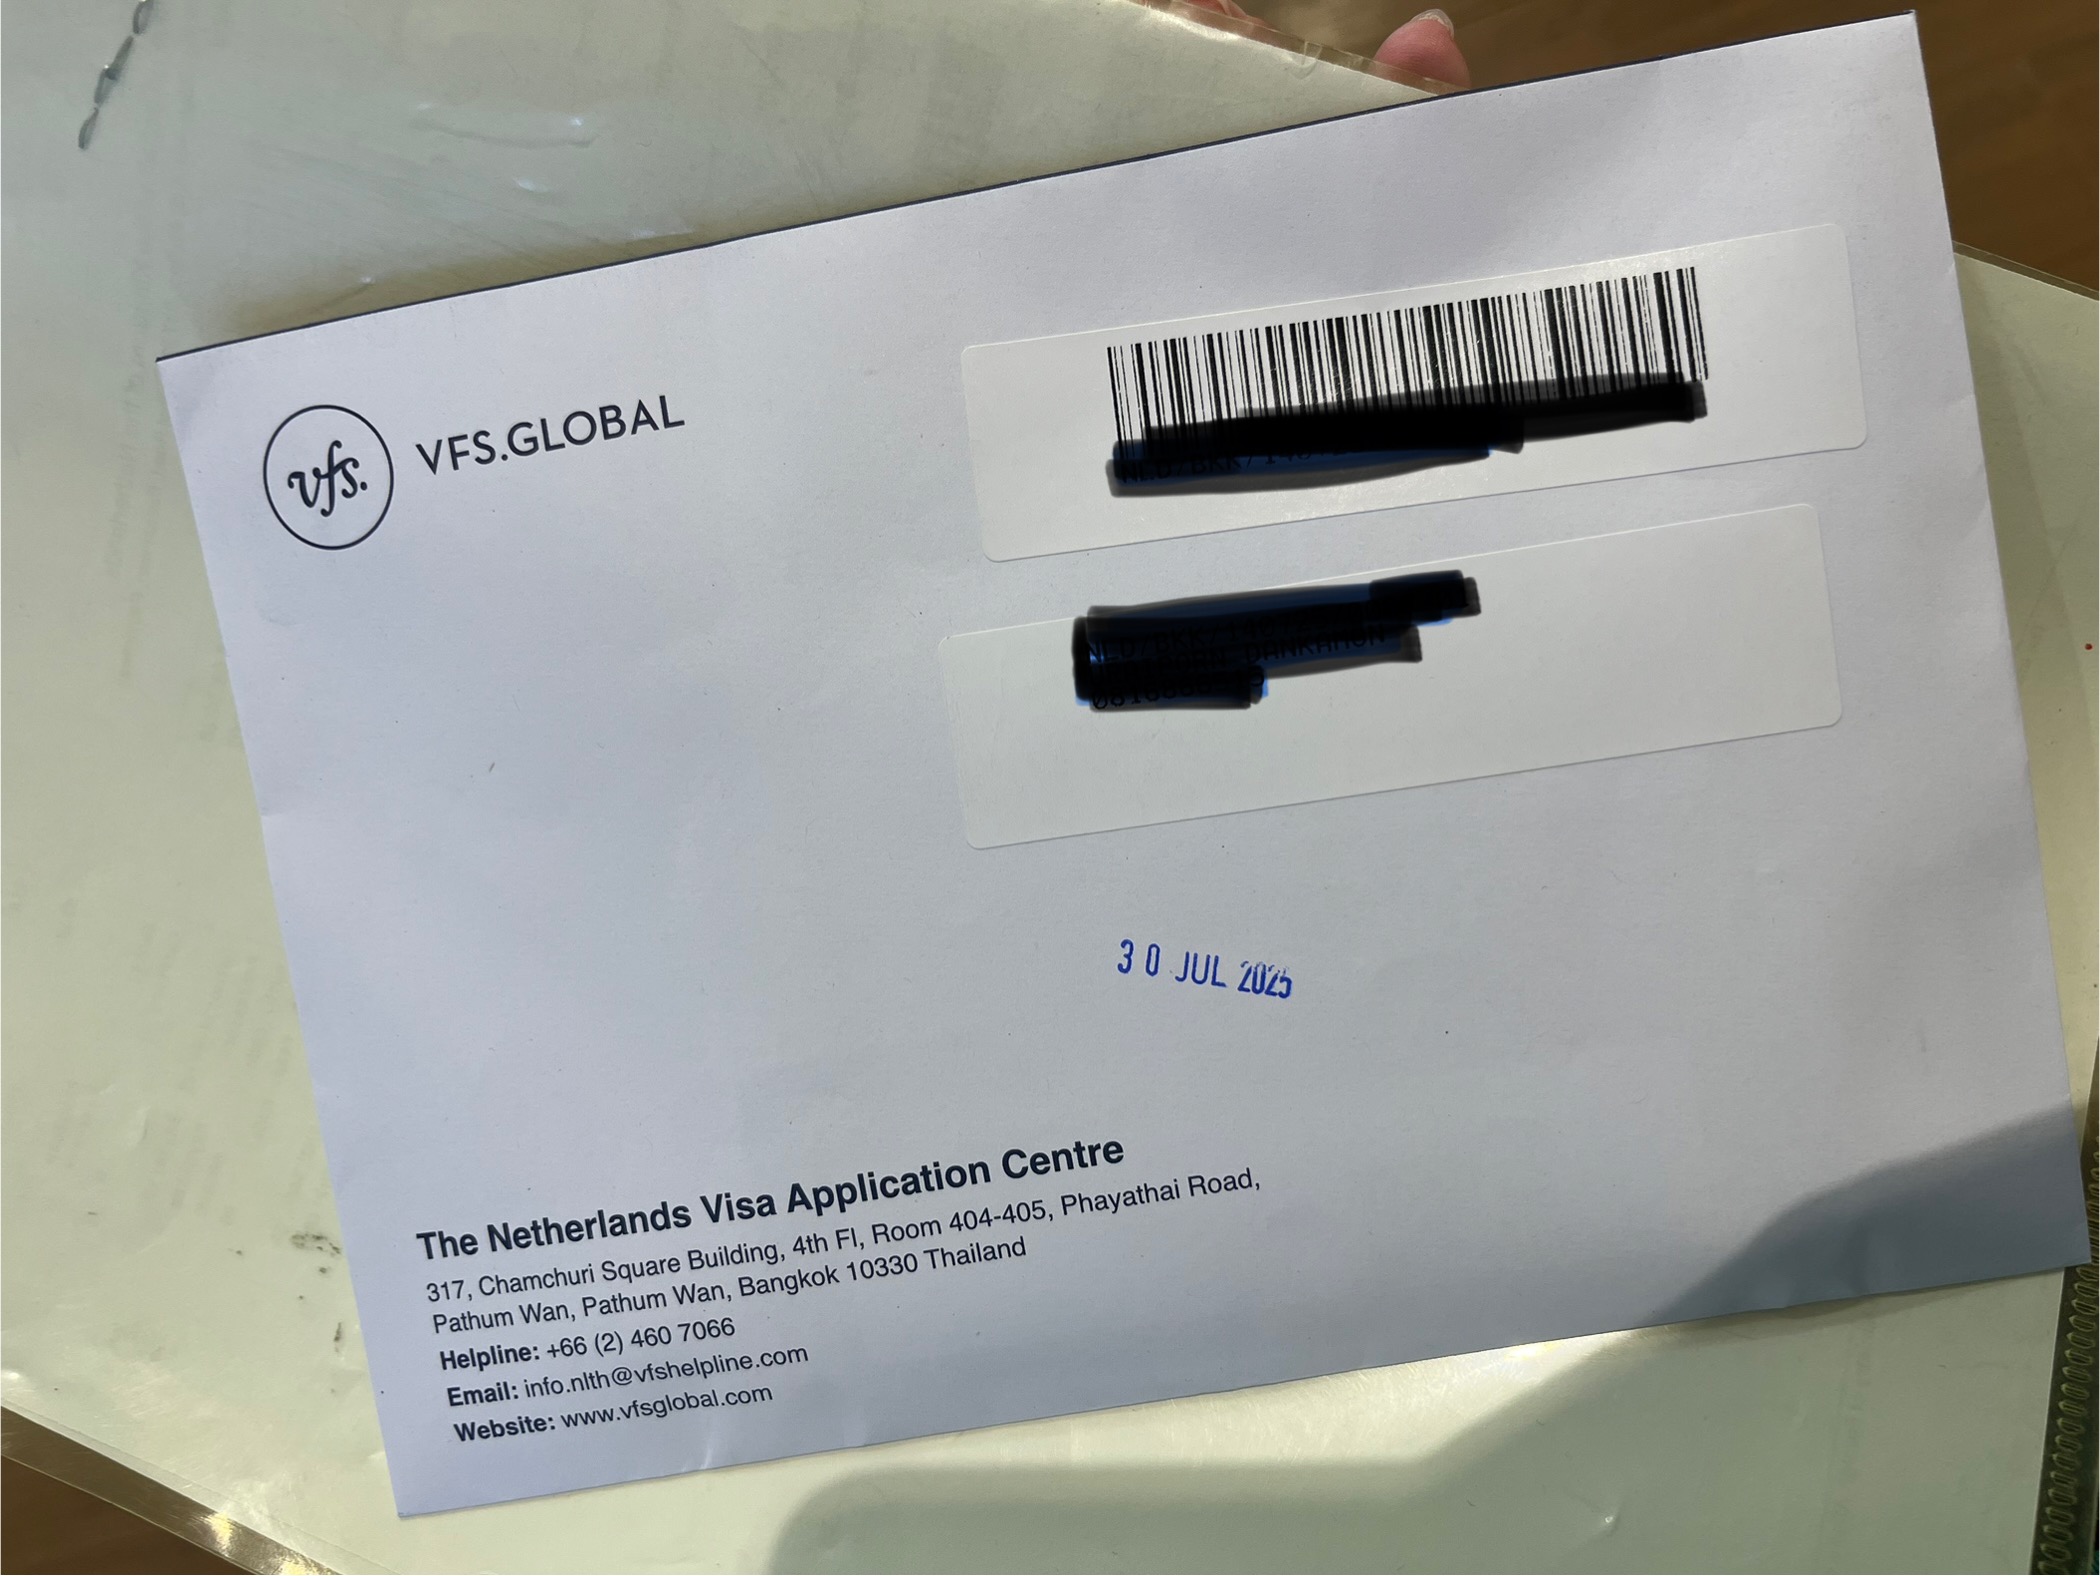 vfs. VFS.GLOBAL
30 JUL 2025
The Netherlands Visa Application Centre
317, Chamchuri Square Building, 4th Fl, Room 404-405, Phayathai Road,
Pathum Wan, Pathum Wan, Bangkok 10330 Thailand
Helpline: +66 (2) 460 7066
Email: info.nlth@vfshelpline.com
Website: www.vfsglobal.com